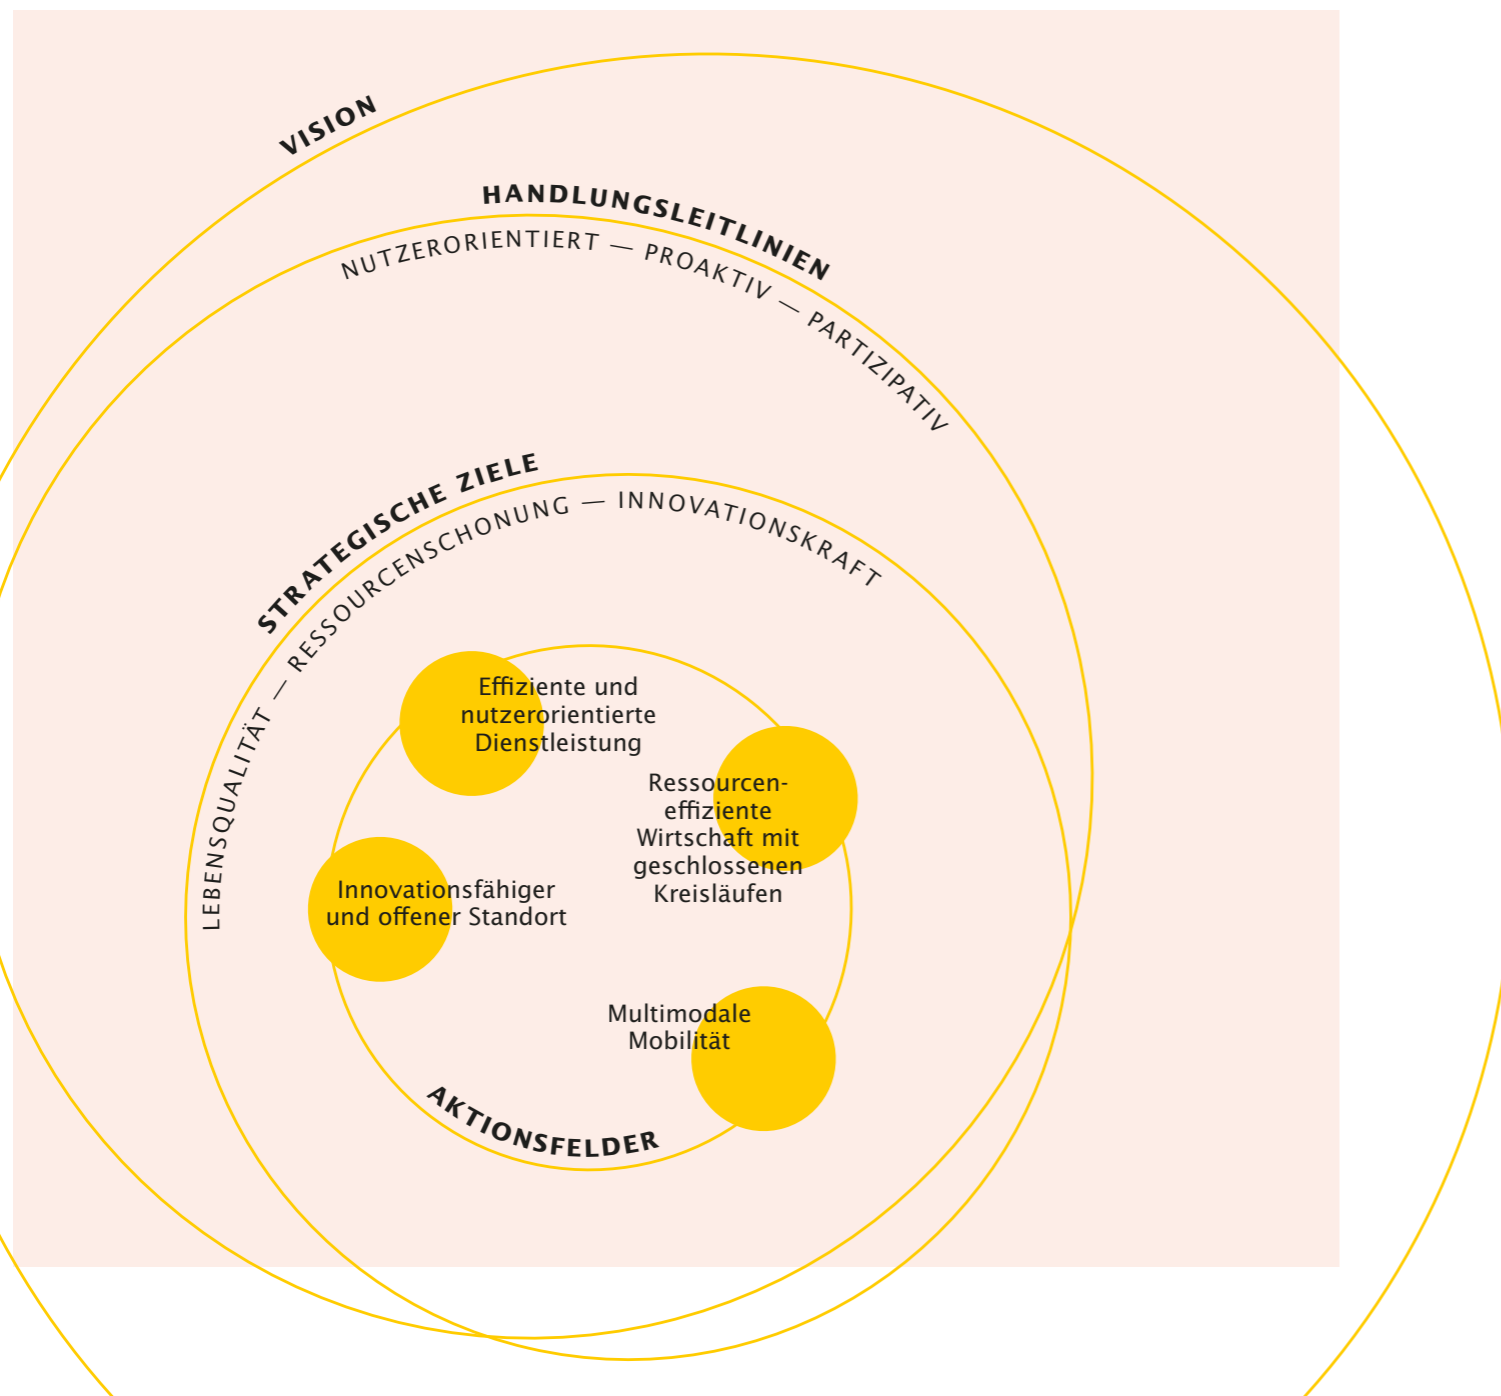 VISION
HANDLUNGSLEITLINIEN
NUTZERORIENTIERT — PROAKTIV — PARTIZIPATIV
STRATEGISCHE ZIELE
LEBENSQUALITÄT — RESSOURCENSCHONUNG — INNOVATIONSKRAFT
Effiziente und
nutzerorientierte
Dienstleistung
Ressourcen-
effiziente
Wirtschaft mit
geschlossenen
Kreisläufen
Innovationsfähiger
und offener Standort
Multimodale
Mobilität
AKTIONSFELDER